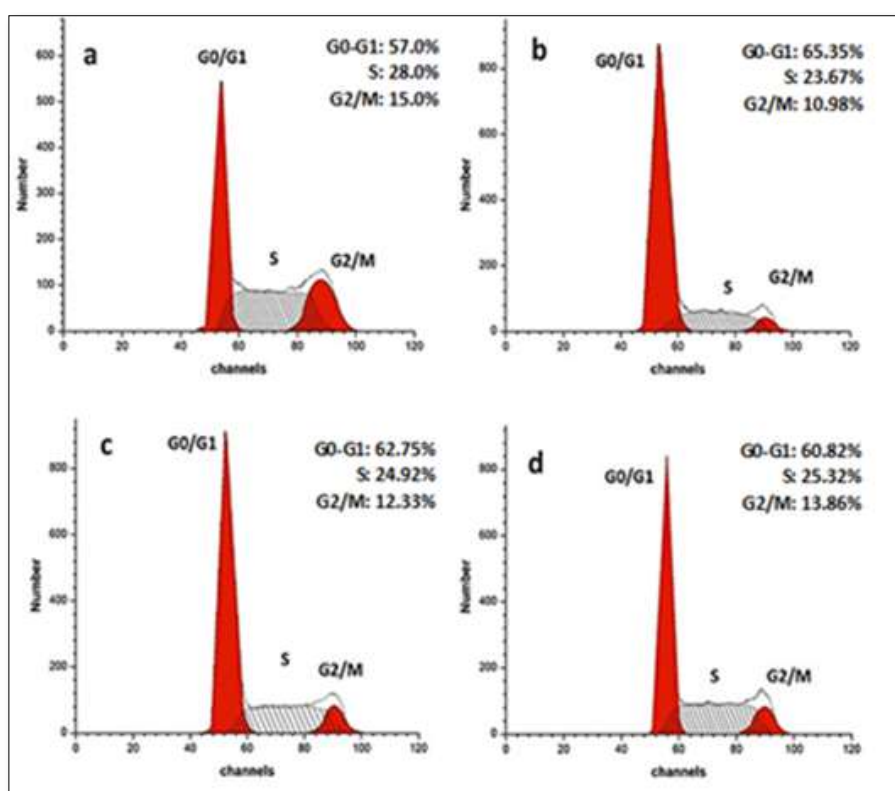 a
G0/G1
G0-G1: 57.0%
S: 28.0%
G2/M: 15.0%
S
G2/M
Number
600
500
400
300
200
100
0
0 20 40 60 80 100 120
channels
b
G0/G1
G0-G1: 65.35%
S: 23.67%
G2/M: 10.98%
S
G2/M
Number
800
600
400
200
0
0 20 40 60 80 100 120
channels
c
G0/G1
G0-G1: 62.75%
S: 24.92%
G2/M: 12.33%
S
G2/M
Number
800
600
400
200
0
0 20 40 60 80 100 120
channels
d
G0/G1
G0-G1: 60.82%
S: 25.32%
G2/M: 13.86%
S
G2/M
Number
800
600
400
200
0
0 20 40 60 80 100 120
channels